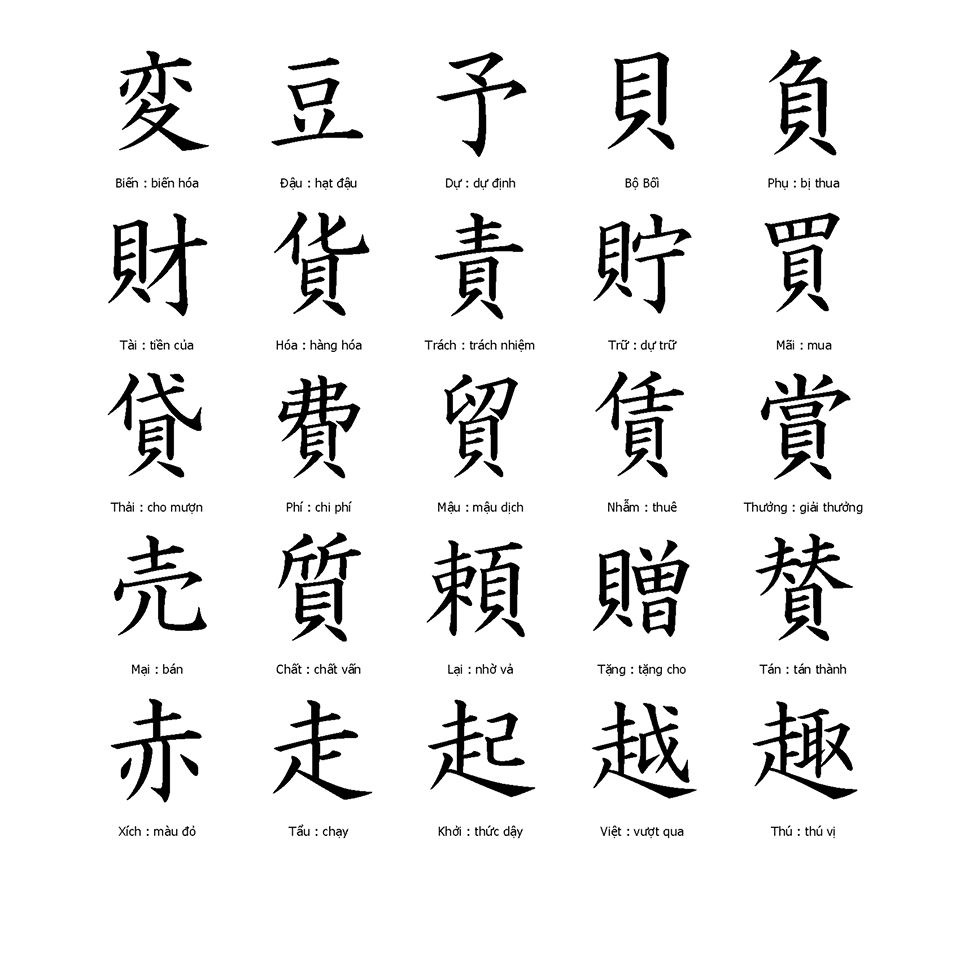 変 豆 予 貝 負
Biến : biến hóa Đậu : hạt đậu Dự : dự định Bộ Bối Phụ : bị thua
財 貨 責 貯 買
Tài : tiền của Hóa : hàng hóa Trách : trách nhiệm Trữ : dự trữ Mãi : mua
貸 費 貿 賃 賞
Thải : cho mượn Phí : chi phí Mậu : mậu dịch Nhẫm : thuê Thưởng : giải thưởng
売 質 頼 贈 賛
Mại : bán Chất : chất vấn Lại : nhờ vả Tặng : tặng cho Tán : tán thành
赤 走 起 越 趣
Xích : màu đỏ Tẩu : chạy Khởi : thức dậy Việt : vượt qua Thú : thú vị